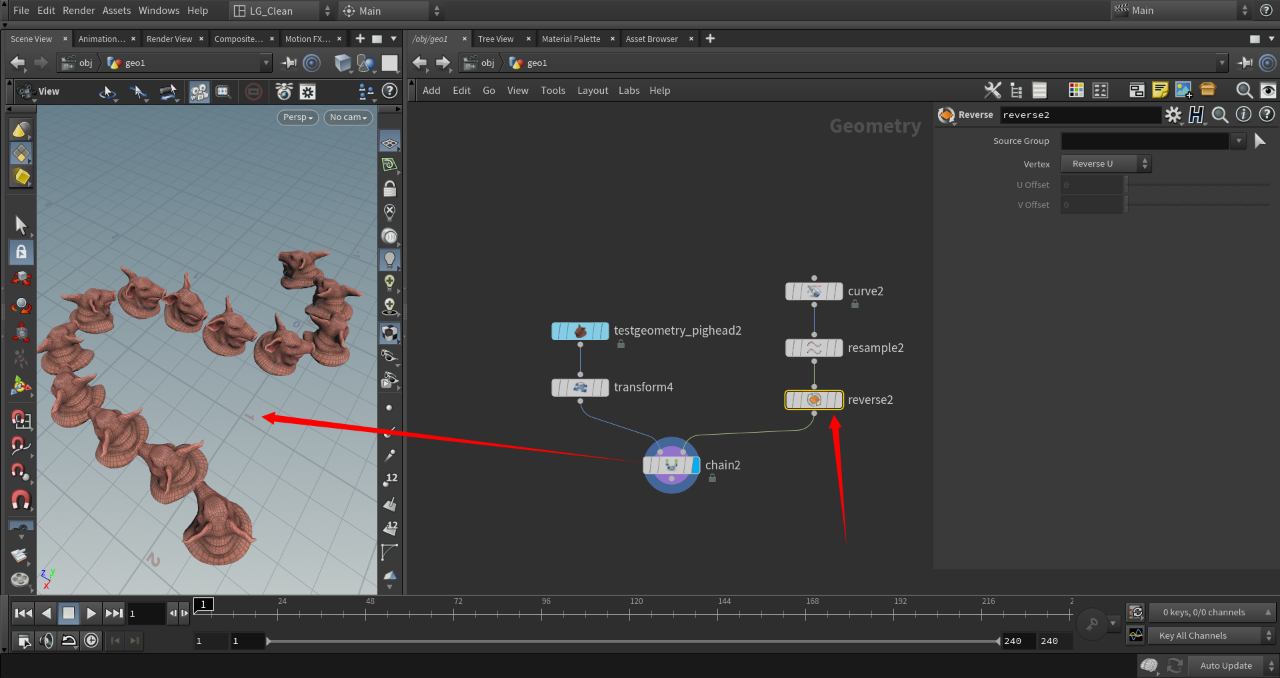 File Edit Render Assets Windows Help LG_Clean Main Main
Scene View Animation... Render View Composite... Motion FX...
/obj/geo1 Tree View Material Palette Asset Browser
obj geo1
obj geo1
View
Add Edit Go View Tools Layout Labs Help
Persp No cam
Geometry
Reverse reverse2
Source Group
Vertex Reverse U
U Offset 0
V Offset 0
curve2
testgeometry_pighead2
resample2
transform4
reverse2
chain2
12
12
2
Z Y X
1 1 24 48 72 96 120 144 168 192 216 2
0 keys, 0/0 channels
1 1 240 240
Key All Channels
Auto Update